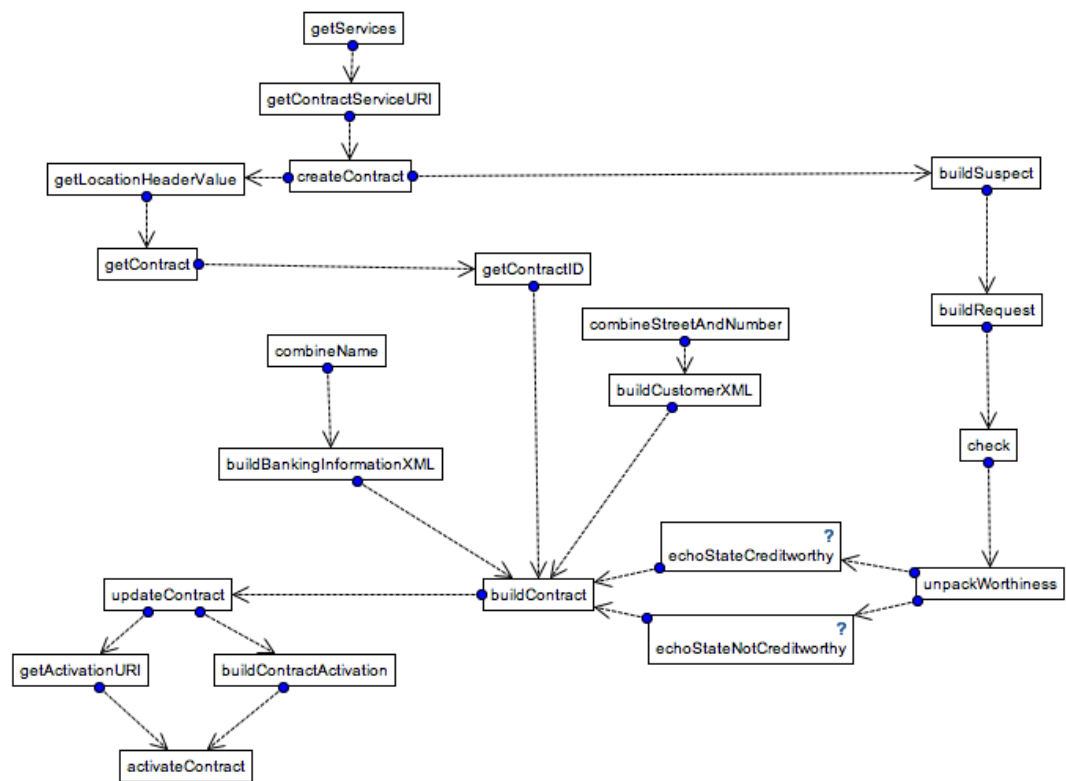 getServices
getContractServiceURI
getLocationHeaderValue
createContract
buildSuspect
getContract
getContractID
buildRequest
combineStreetAndNumber
combineName
buildCustomerXML
check
buildBankingInformationXML
?
echoStateCreditworthy
unpackWorthiness
updateContract
buildContract
?
echoStateNotCreditworthy
getActivationURI
buildContractActivation
activateContract